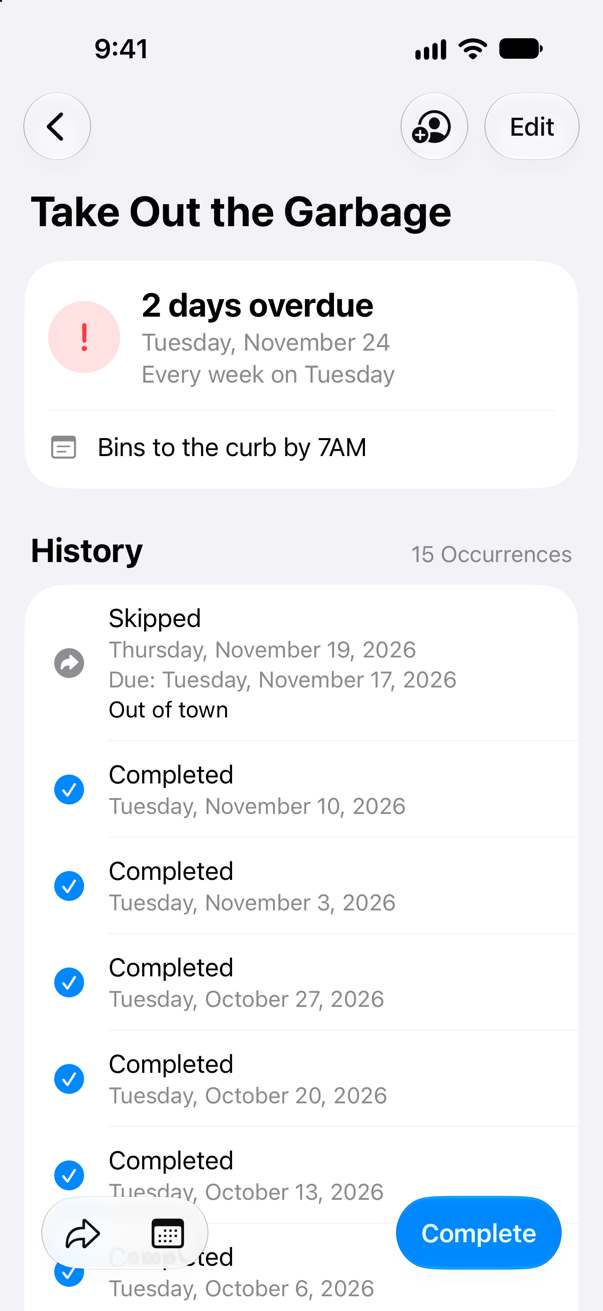 9:41
Edit
Take Out the Garbage
2 days overdue
Tuesday, November 24
Every week on Tuesday
Bins to the curb by 7AM
History
15 Occurrences
Skipped
Thursday, November 19, 2026
Due: Tuesday, November 17, 2026
Out of town
Completed
Tuesday, November 10, 2026
Completed
Tuesday, November 3, 2026
Completed
Tuesday, October 27, 2026
Completed
Tuesday, October 20, 2026
Completed
Tuesday, October 13, 2026
Complete
Completed
Tuesday, October 6, 2026